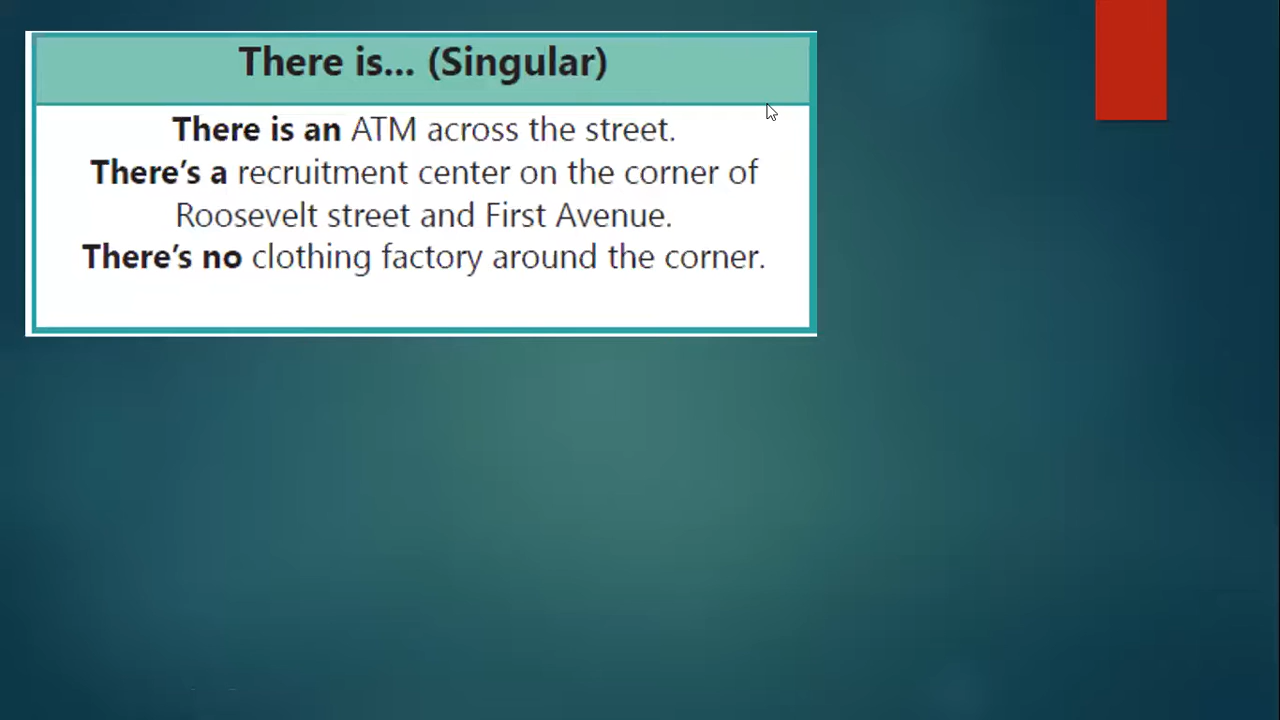 There is... (Singular)
There is an ATM across the street.
There's a recruitment center on the corner of
Roosevelt street and First Avenue.
There's no clothing factory around the corner.